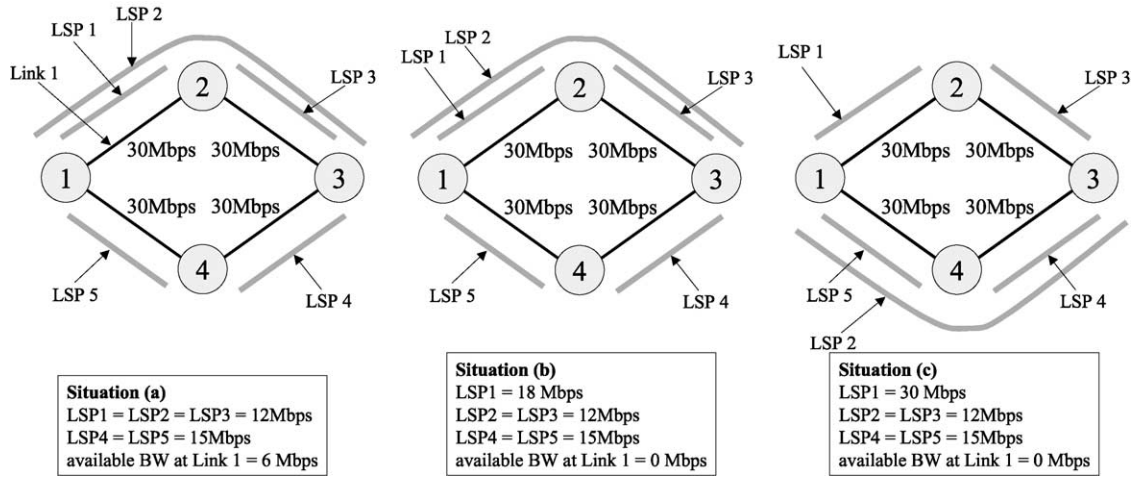 LSP 2
LSP 1
Link 1
LSP 3
2
30Mbps 30Mbps
1
3
30Mbps 30Mbps
4
LSP 5
LSP 4
Situation (a)
LSP1 = LSP2 = LSP3 = 12Mbps
LSP4 = LSP5 = 15Mbps
available BW at Link 1 = 6 Mbps
LSP 2
LSP 1
LSP 3
2
30Mbps 30Mbps
1
3
30Mbps 30Mbps
4
LSP 5
LSP 4
Situation (b)
LSP1 = 18 Mbps
LSP2 = LSP3 = 12Mbps
LSP4 = LSP5 = 15Mbps
available BW at Link 1 = 0 Mbps
LSP 1
LSP 3
2
30Mbps 30Mbps
1
3
30Mbps 30Mbps
4
LSP 5
LSP 4
LSP 2
Situation (c)
LSP1 = 30 Mbps
LSP2 = LSP3 = 12Mbps
LSP4 = LSP5 = 15Mbps
available BW at Link 1 = 0 Mbps